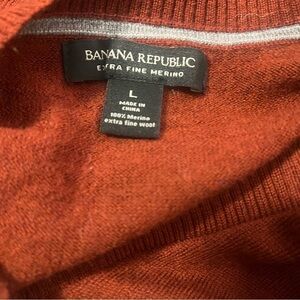 BANANA REPUBLIC
EXTRA FINE MERINO
L
MADE IN
CHINA
100% Merino
extra fine wool